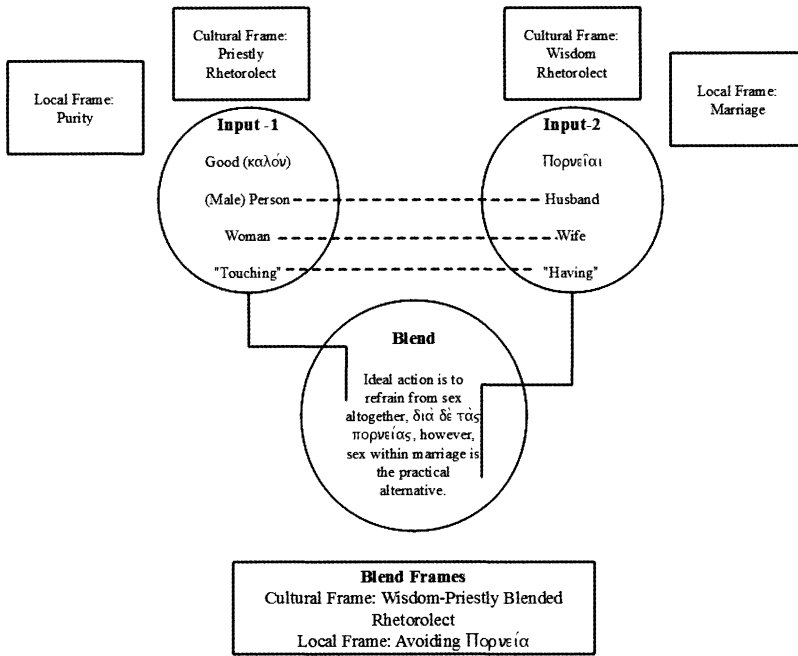 Cultural Frame:
Priestly
Rhetorolect
Cultural Frame:
Wisdom
Rhetorolect
Local Frame:
Purity
Local Frame:
Marriage
Input -1
Good (καλόν)
(Male) Person
Woman
"Touching"
Input-2
Πορνεῖαι
Husband
Wife
"Having"
Blend
Ideal action is to
refrain from sex
altogether, διὰ δὲ τὰς
πορνείας, however,
sex within marriage is
the practical
alternative.
Blend Frames
Cultural Frame: Wisdom-Priestly Blended
Rhetorolect
Local Frame: Avoiding Πορνεία